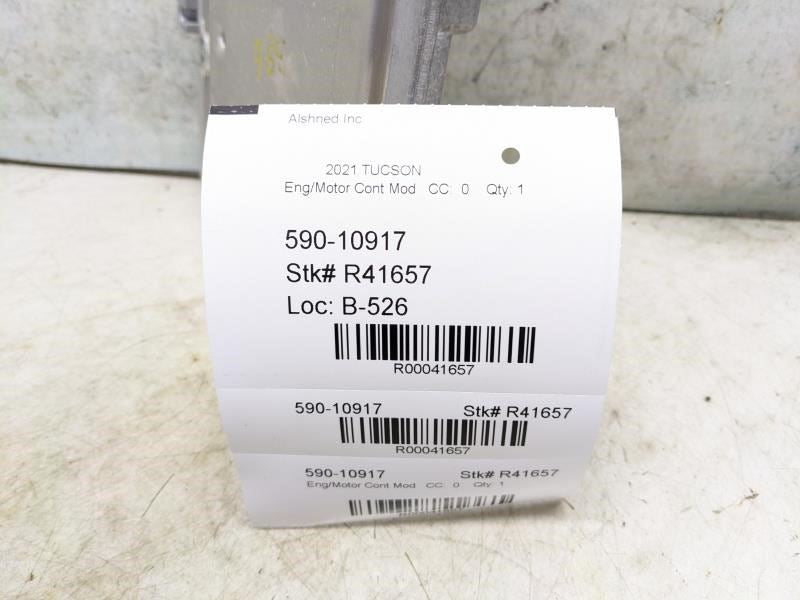 Alshned Inc
2021 TUCSON
Eng/Motor Cont Mod CC: 0 Qty: 1
590-10917
Stk# R41657
Loc: B-526
R00041657
590-10917 Stk# R41657
R00041657
590-10917 Stk# R41657
Eng/Motor Cont Mod CC: 0 Qty: 1